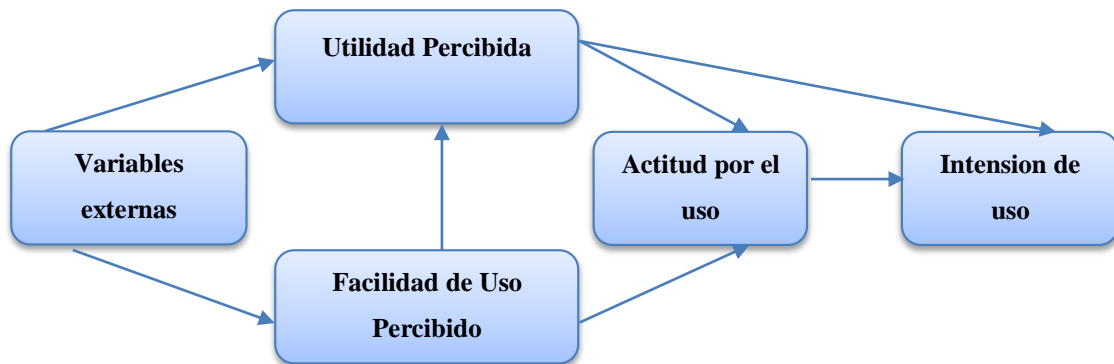 Utilidad Percibida
Variables
externas
Actitud por el
uso
Intension de
uso
Facilidad de Uso
Percibido